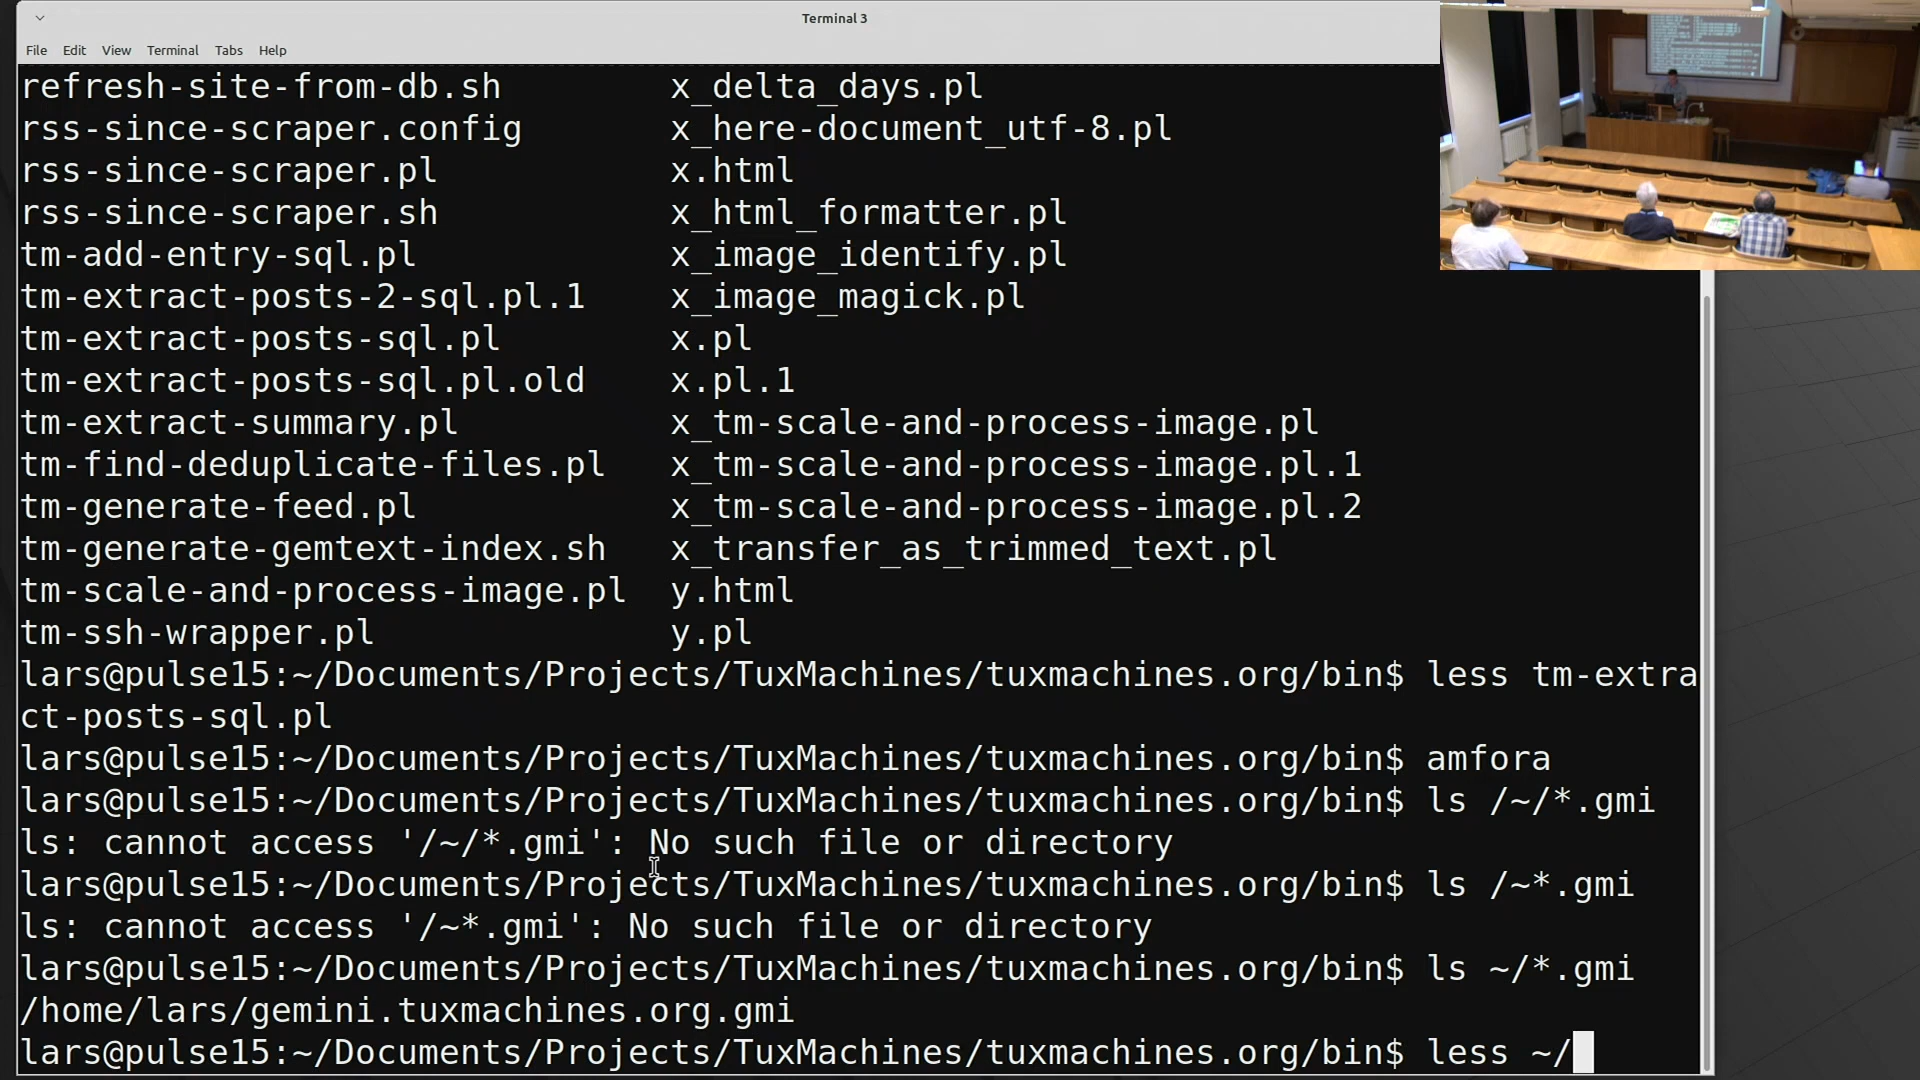 Terminal 3
File Edit View Terminal Tabs Help
refresh-site-from-db.sh x_delta_days.pl
rss-since-scraper.config x_here-document_utf-8.pl
rss-since-scraper.pl x.html
rss-since-scraper.sh x_html_formatter.pl
tm-add-entry-sql.pl x_image_identify.pl
tm-extract-posts-2-sql.pl.1 x_image_magick.pl
tm-extract-posts-sql.pl x.pl
tm-extract-posts-sql.pl.old x.pl.1
tm-extract-summary.pl x_tm-scale-and-process-image.pl
tm-find-deduplicate-files.pl x_tm-scale-and-process-image.pl.1
tm-generate-feed.pl x_tm-scale-and-process-image.pl.2
tm-generate-gemtext-index.sh x_transfer_as_trimmed_text.pl
tm-scale-and-process-image.pl y.html
tm-ssh-wrapper.pl y.pl
lars@pulse15:~/Documents/Projects/TuxMachines/tuxmachines.org/bin$ less tm-extra
ct-posts-sql.pl
lars@pulse15:~/Documents/Projects/TuxMachines/tuxmachines.org/bin$ amfora
lars@pulse15:~/Documents/Projects/TuxMachines/tuxmachines.org/bin$ ls /~/*.gmi
ls: cannot access '/~/*.gmi': No such file or directory
lars@pulse15:~/Documents/Projects/TuxMachines/tuxmachines.org/bin$ ls /~*.gmi
ls: cannot access '/~*.gmi': No such file or directory
lars@pulse15:~/Documents/Projects/TuxMachines/tuxmachines.org/bin$ ls ~/*.gmi
/home/lars/gemini.tuxmachines.org.gmi
lars@pulse15:~/Documents/Projects/TuxMachines/tuxmachines.org/bin$ less ~/